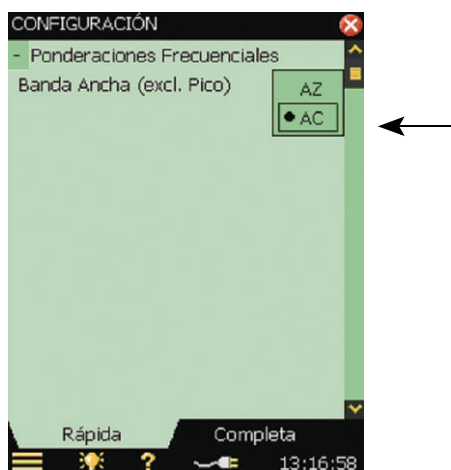 CONFIGURACIÓN
- Ponderaciones Frecuenciales
Banda Ancha (excl. Pico)
AZ
AC
Rápida
Completa
?
13:16:58